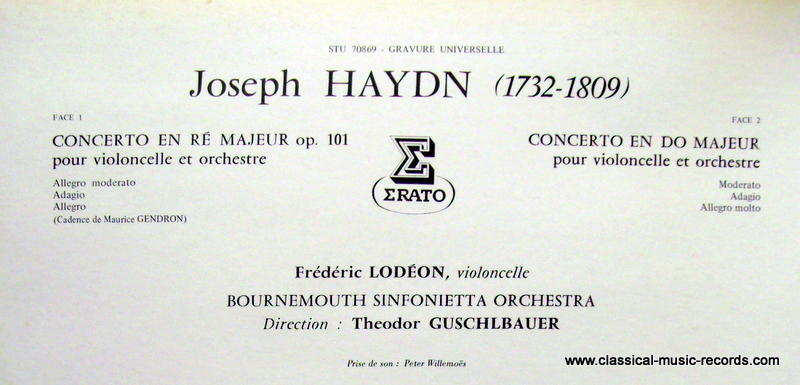 STU 70869 - GRAVURE UNIVERSELLE
Joseph HAYDN (1732-1809)
FACE 1
CONCERTO EN RÉ MAJEUR op. 101
pour violoncelle et orchestre
Allegro moderato
Adagio
Allegro
(Cadence de Maurice GENDRON)
Σ
ΣRATO
FACE 2
CONCERTO EN DO MAJEUR
pour violoncelle et orchestre
Moderato
Adagio
Allegro molto
Frédéric LODÉON, violoncelle
BOURNEMOUTH SINFONIETTA ORCHESTRA
Direction : Theodor GUSCHLBAUER
Prise de son : Peter Willemoës
www.classical-music-records.com